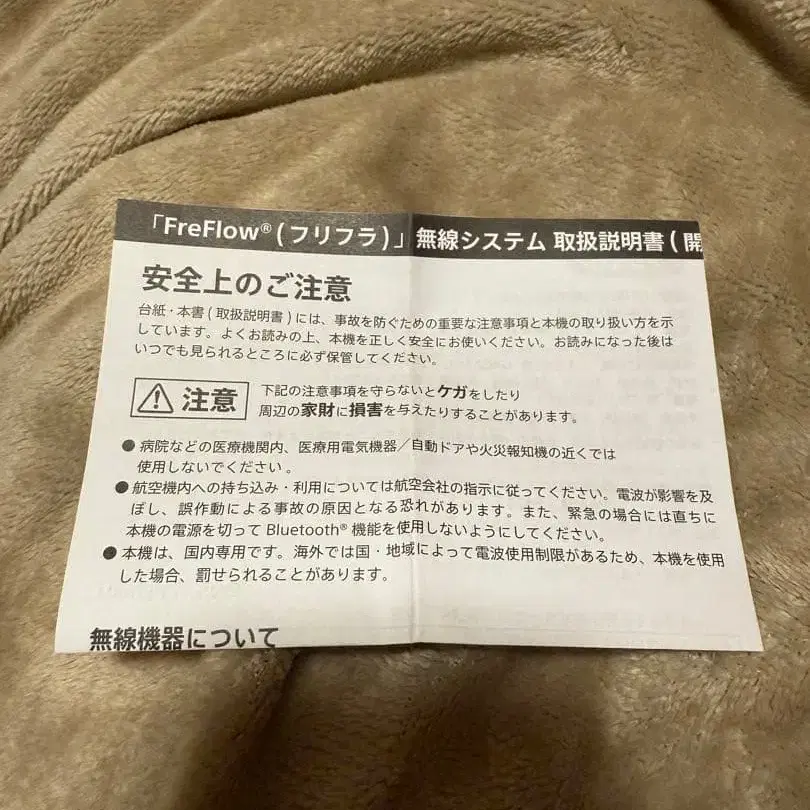 「FreFlow®(フリフラ)」無線システム 取扱説明書(開
安全上のご注意
台紙・本書(取扱説明書)には、事故を防ぐための重要な注意事項と本機の取り扱い方を示
しています。よくお読みの上、本機を正しく安全にお使いください。お読みになった後は
いつでも見られるところに必ず保管してください。
注意
下記の注意事項を守らないとケガをしたり
周辺の家財に損害を与えたりすることがあります。
●病院などの医療機関内、医療用電気機器/自動ドアや火災報知機の近くでは
使用しないでください。
●航空機内への持ち込み・利用については航空会社の指示に従ってください。電波が影響を及
ぼし、誤作動による事故の原因となる恐れがあります。また、緊急の場合には直ちに
本機の電源を切って Bluetooth® 機能を使用しないようにしてください。
●本機は、国内専用です。海外では国・地域によって電波使用制限があるため、本機を使用
した場合、罰せられることがあります。
無線機器について